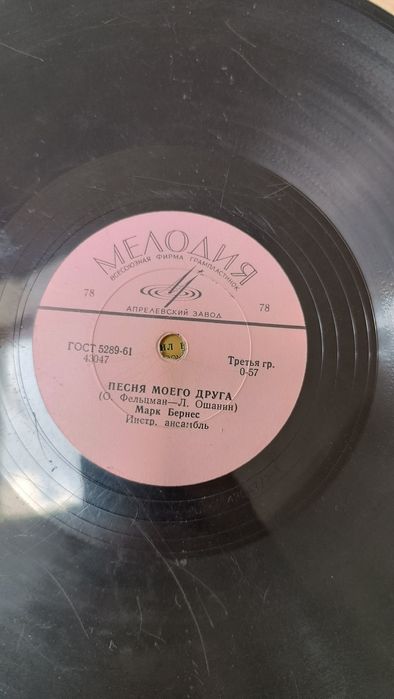 МЕЛОДИЯ
ВСЕСОЮЗНАЯ ФИРМА ГРАМПЛАСТИНОК
78
78
АПРЕЛЕВСКИЙ ЗАВОД
ГОСТ 5289-61
43047
Третья гр.
0-57
ПЕСНЯ МОЕГО ДРУГА
(О. Фельцман—Л. Ошанин)
Марк Бернес
Инстр. ансамбль